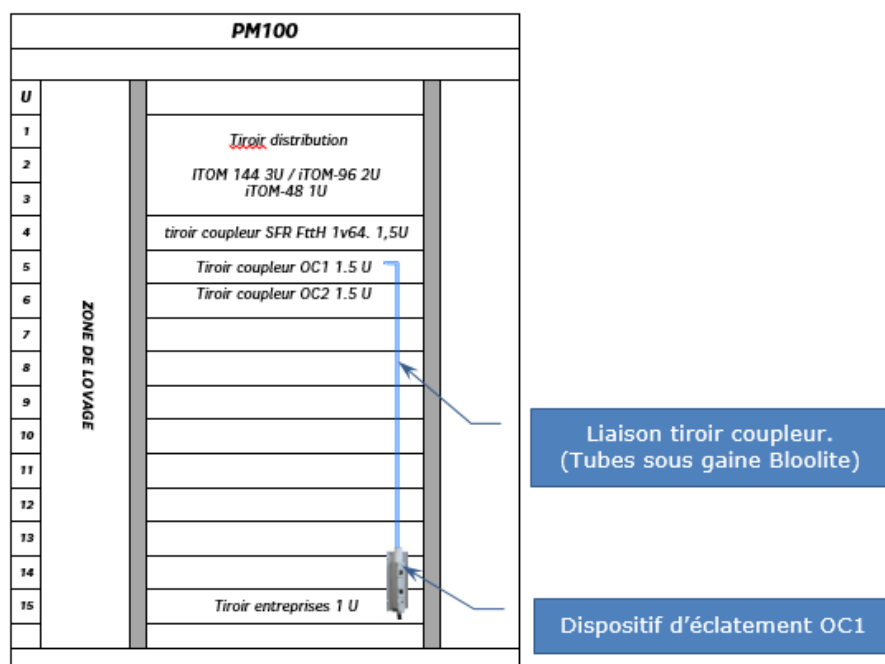 PM100
U
1
Tiroir distribution
2
ITOM 144 3U / iTOM-96 2U
iTOM-48 1U
3
4
tiroir coupleur SFR FttH 1v64. 1,5U
5
Tiroir coupleur OC1 1.5 U
6
Tiroir coupleur OC2 1.5 U
ZONE DE LOVAGE
7
8
9
10
11
12
13
14
15
Tiroir entreprises 1 U
Liaison tiroir coupleur.
(Tubes sous gaine Bloolite)
Dispositif d'éclatement OC1